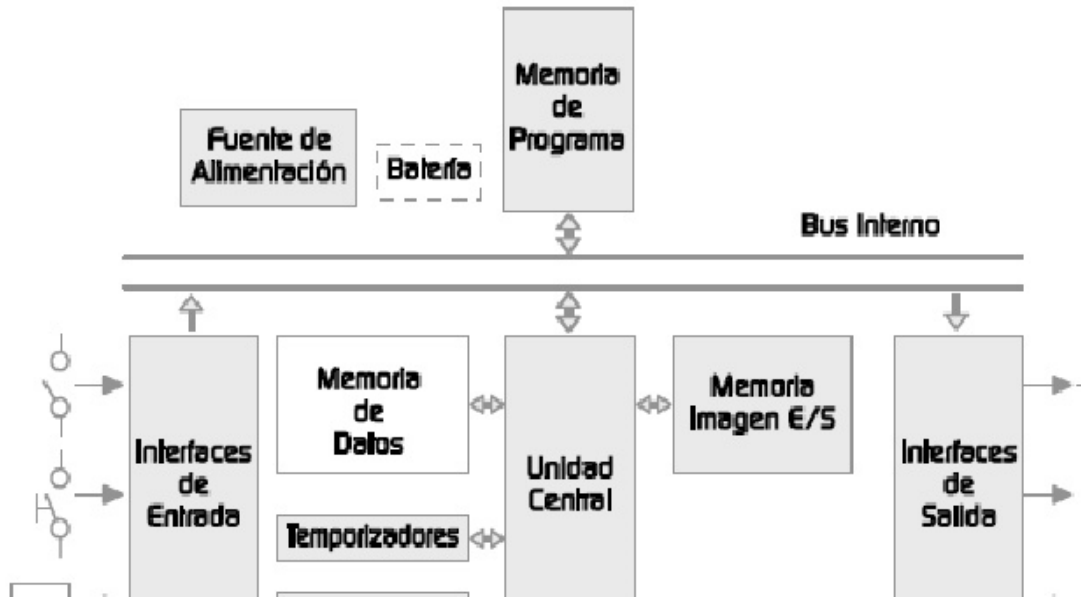 Memoria
de
Programa
Fuente de
Alimentación
Batería
Bus Interno
Interfaces
de
Entrada
Memoria
de
Datos
Temporizadores
Unidad
Central
Memoria
Imagen E/S
Interfaces
de
Salida